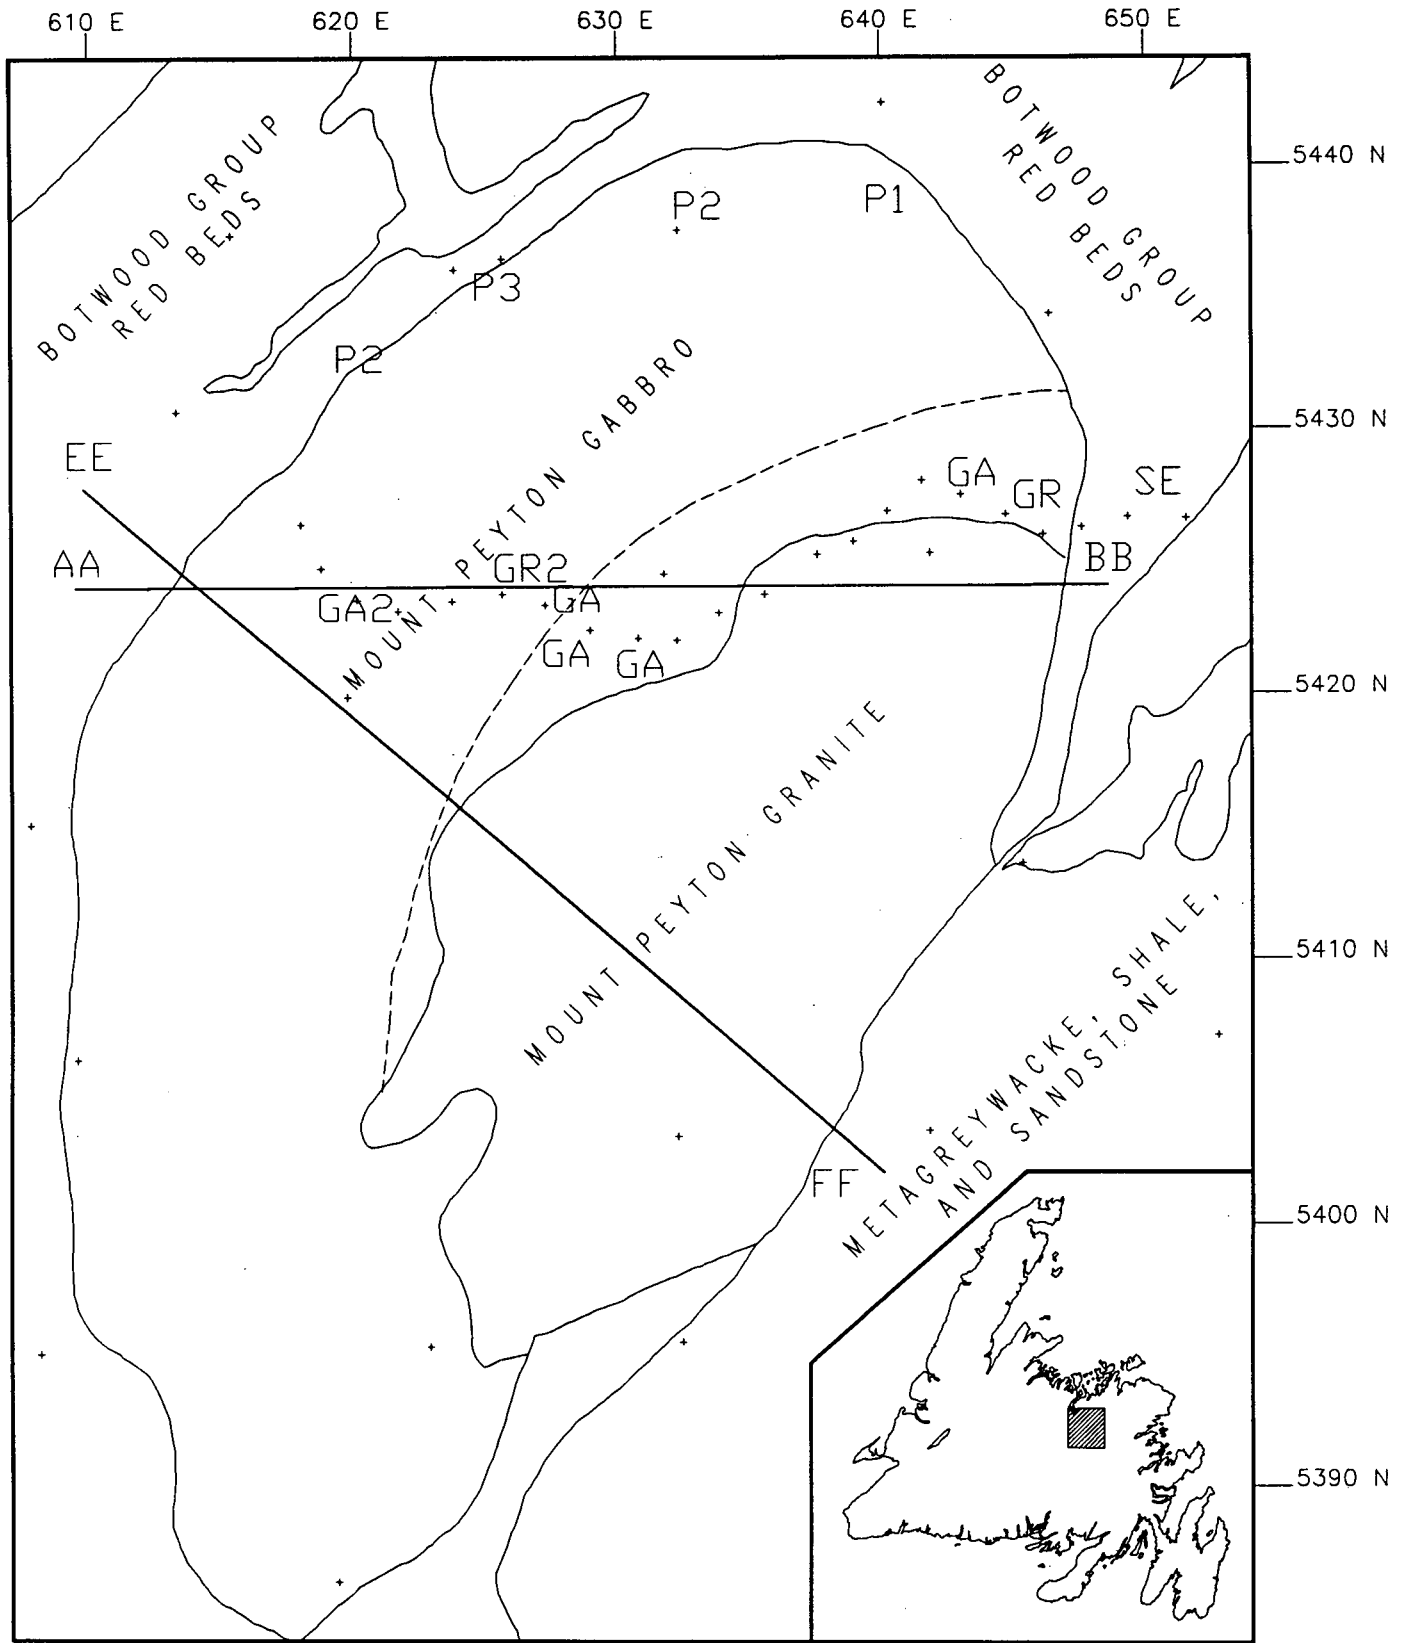 610 E
620 E
630 E
640 E
650 E
BOTWOOD GROUP
RED BEDS
BOTWOOD GROUP
RED BEDS
5440 N
P2
P1
P3
P2
MOUNT PEYTON GABBRO
5430 N
EE
GA
GR
SE
AA
GR2
BB
GA2
GA
GA
GA
5420 N
MOUNT PEYTON GRANITE
5410 N
METAGREYWACKE, SHALE,
AND SANDSTONE
FF
5400 N
5390 N